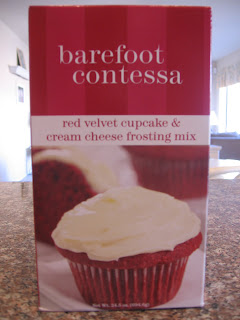 barefoot
contessa
red velvet cupcake &
cream cheese frosting mix